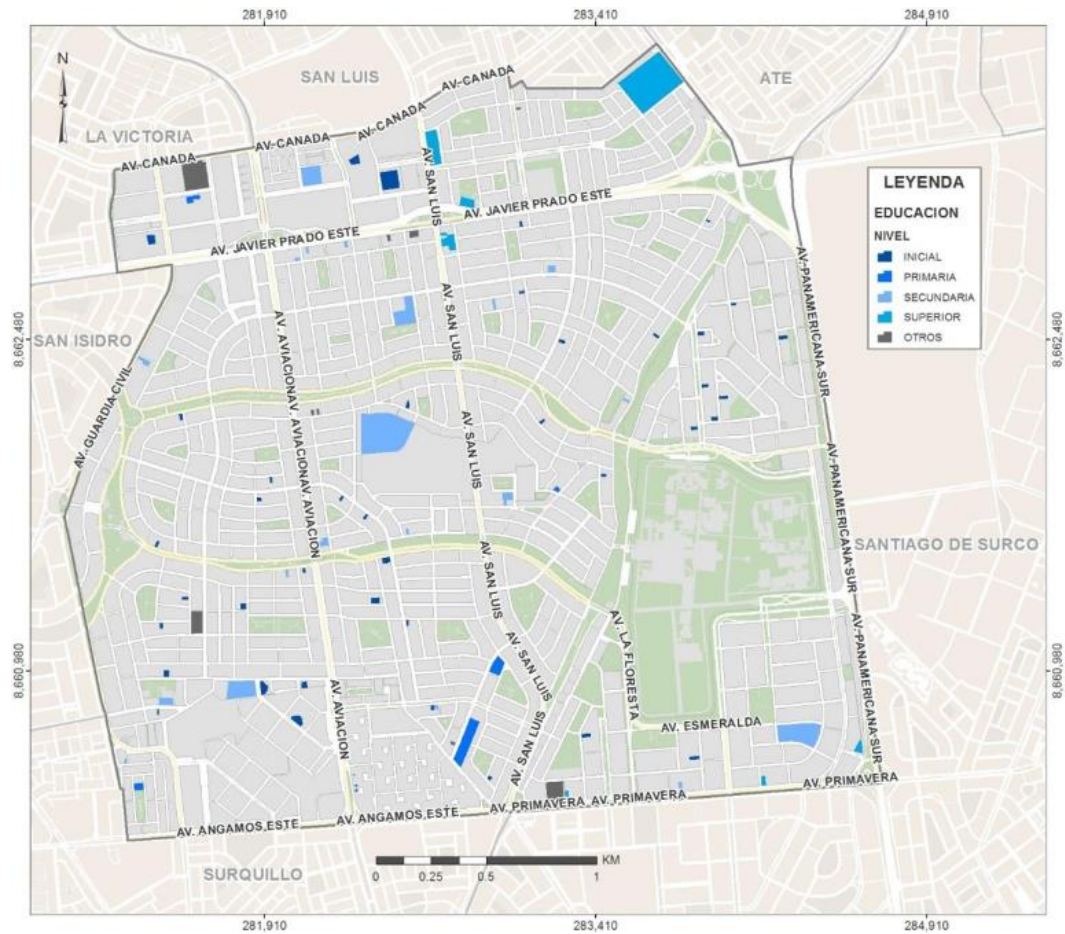 281,910
283,410
284,910
N
SAN LUIS
ATE
AV. CANADA
LA VICTORIA
AV. CANADA
AV. CANADA
AV. CANADA
AV. SAN LUIS
LEYENDA
EDUCACION
NIVEL
INICIAL
PRIMARIA
SECUNDARIA
SUPERIOR
OTROS
AV. JAVIER PRADO ESTE
AV. JAVIER PRADO ESTE
AV. PANAMERICANA SUR
8,662,480
SAN ISIDRO
AV. SAN LUIS
8,662,480
AV. GUARDIA CIVIL
AV. AVIACION
AV. AVIACION
AV. AVIACION
AV. SAN LUIS
AV. PANAMERICANA SUR
SANTIAGO DE SURCO
AV. SAN LUIS
AV. SAN LUIS
AV. LA FLORESTA
AV. PANAMERICANA SUR
8,660,980
8,660,980
AV. AVIACION
AV. SAN LUIS
AV. ESMERALDA
AV. PRIMAVERA
AV. PRIMAVERA
AV. PRIMAVERA
AV. ANGAMOS ESTE
AV. ANGAMOS ESTE
SURQUILLO
KM
0
0.25
0.5
1
281,910
283,410
284,910